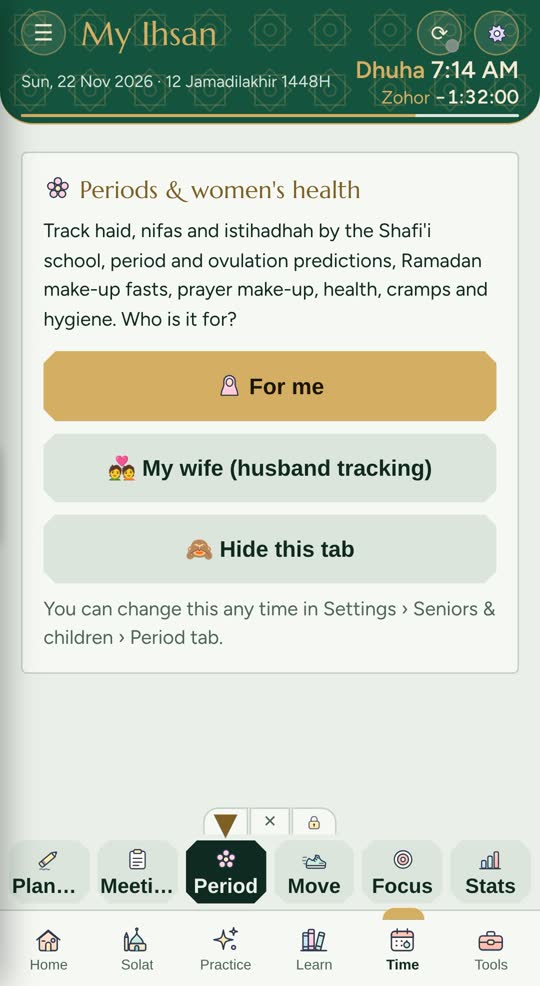 My Ihsan
Sun, 22 Nov 2026 · 12 Jamadilakhir 1448H
Dhuha 7:14 AM
Zohor −1:32:00
Periods & women's health
Track haid, nifas and istihadhah by the Shafi'i
school, period and ovulation predictions, Ramadan
make-up fasts, prayer make-up, health, cramps and
hygiene. Who is it for?
For me
My wife (husband tracking)
Hide this tab
You can change this any time in Settings › Seniors &
children › Period tab.
Plan... Meeti... Period Move Focus Stats
Home Solat Practice Learn Time Tools